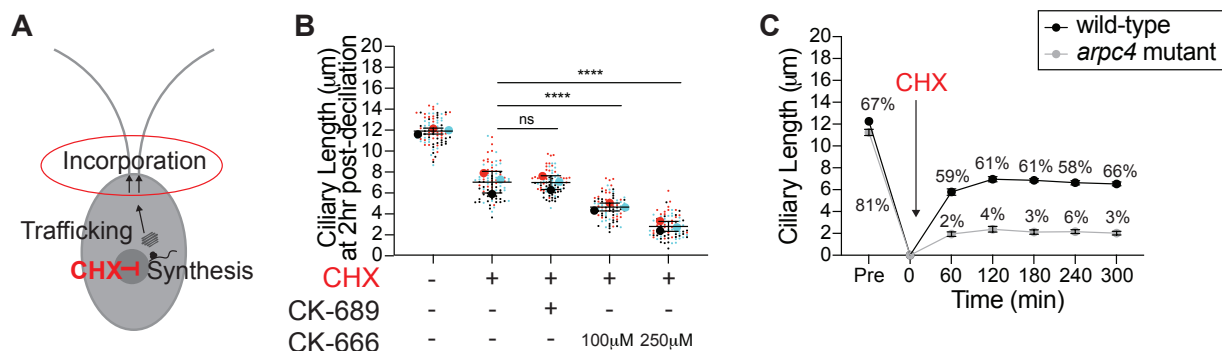 A
Incorporation
Trafficking
CHX
Synthesis
B
Ciliary Length (μm)
at 2hr post-deciliation
20
18
16
14
12
10
8
6
4
2
0
****
****
ns
CHX - + + + +
CK-689 - - + - -
CK-666 - - - 100μM 250μM
C
wild-type
arpc4 mutant
Ciliary Length (μm)
20
18
16
14
12
10
8
6
4
2
0
CHX
67%
81%
59%
61%
61%
58%
66%
2%
4%
3%
6%
3%
Pre 0 60 120 180 240 300
Time (min)